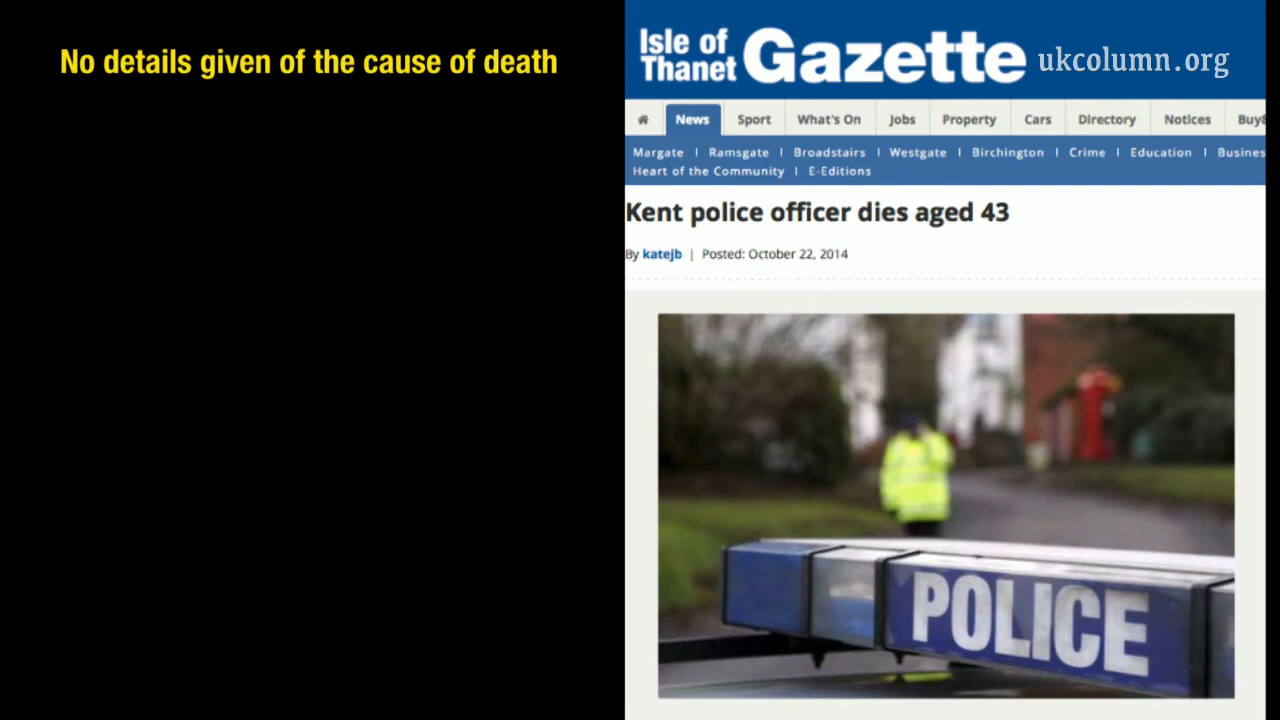 No details given of the cause of death
Isle of
Thanet Gazette
ukcolumn.org
News Sport What's On Jobs Property Cars Directory Notices Buy&
Margate | Ramsgate | Broadstairs | Westgate | Birchington | Crime | Education | Busines
Heart of the Community | E-Editions
Kent police officer dies aged 43
By katejb | Posted: October 22, 2014
POLICE